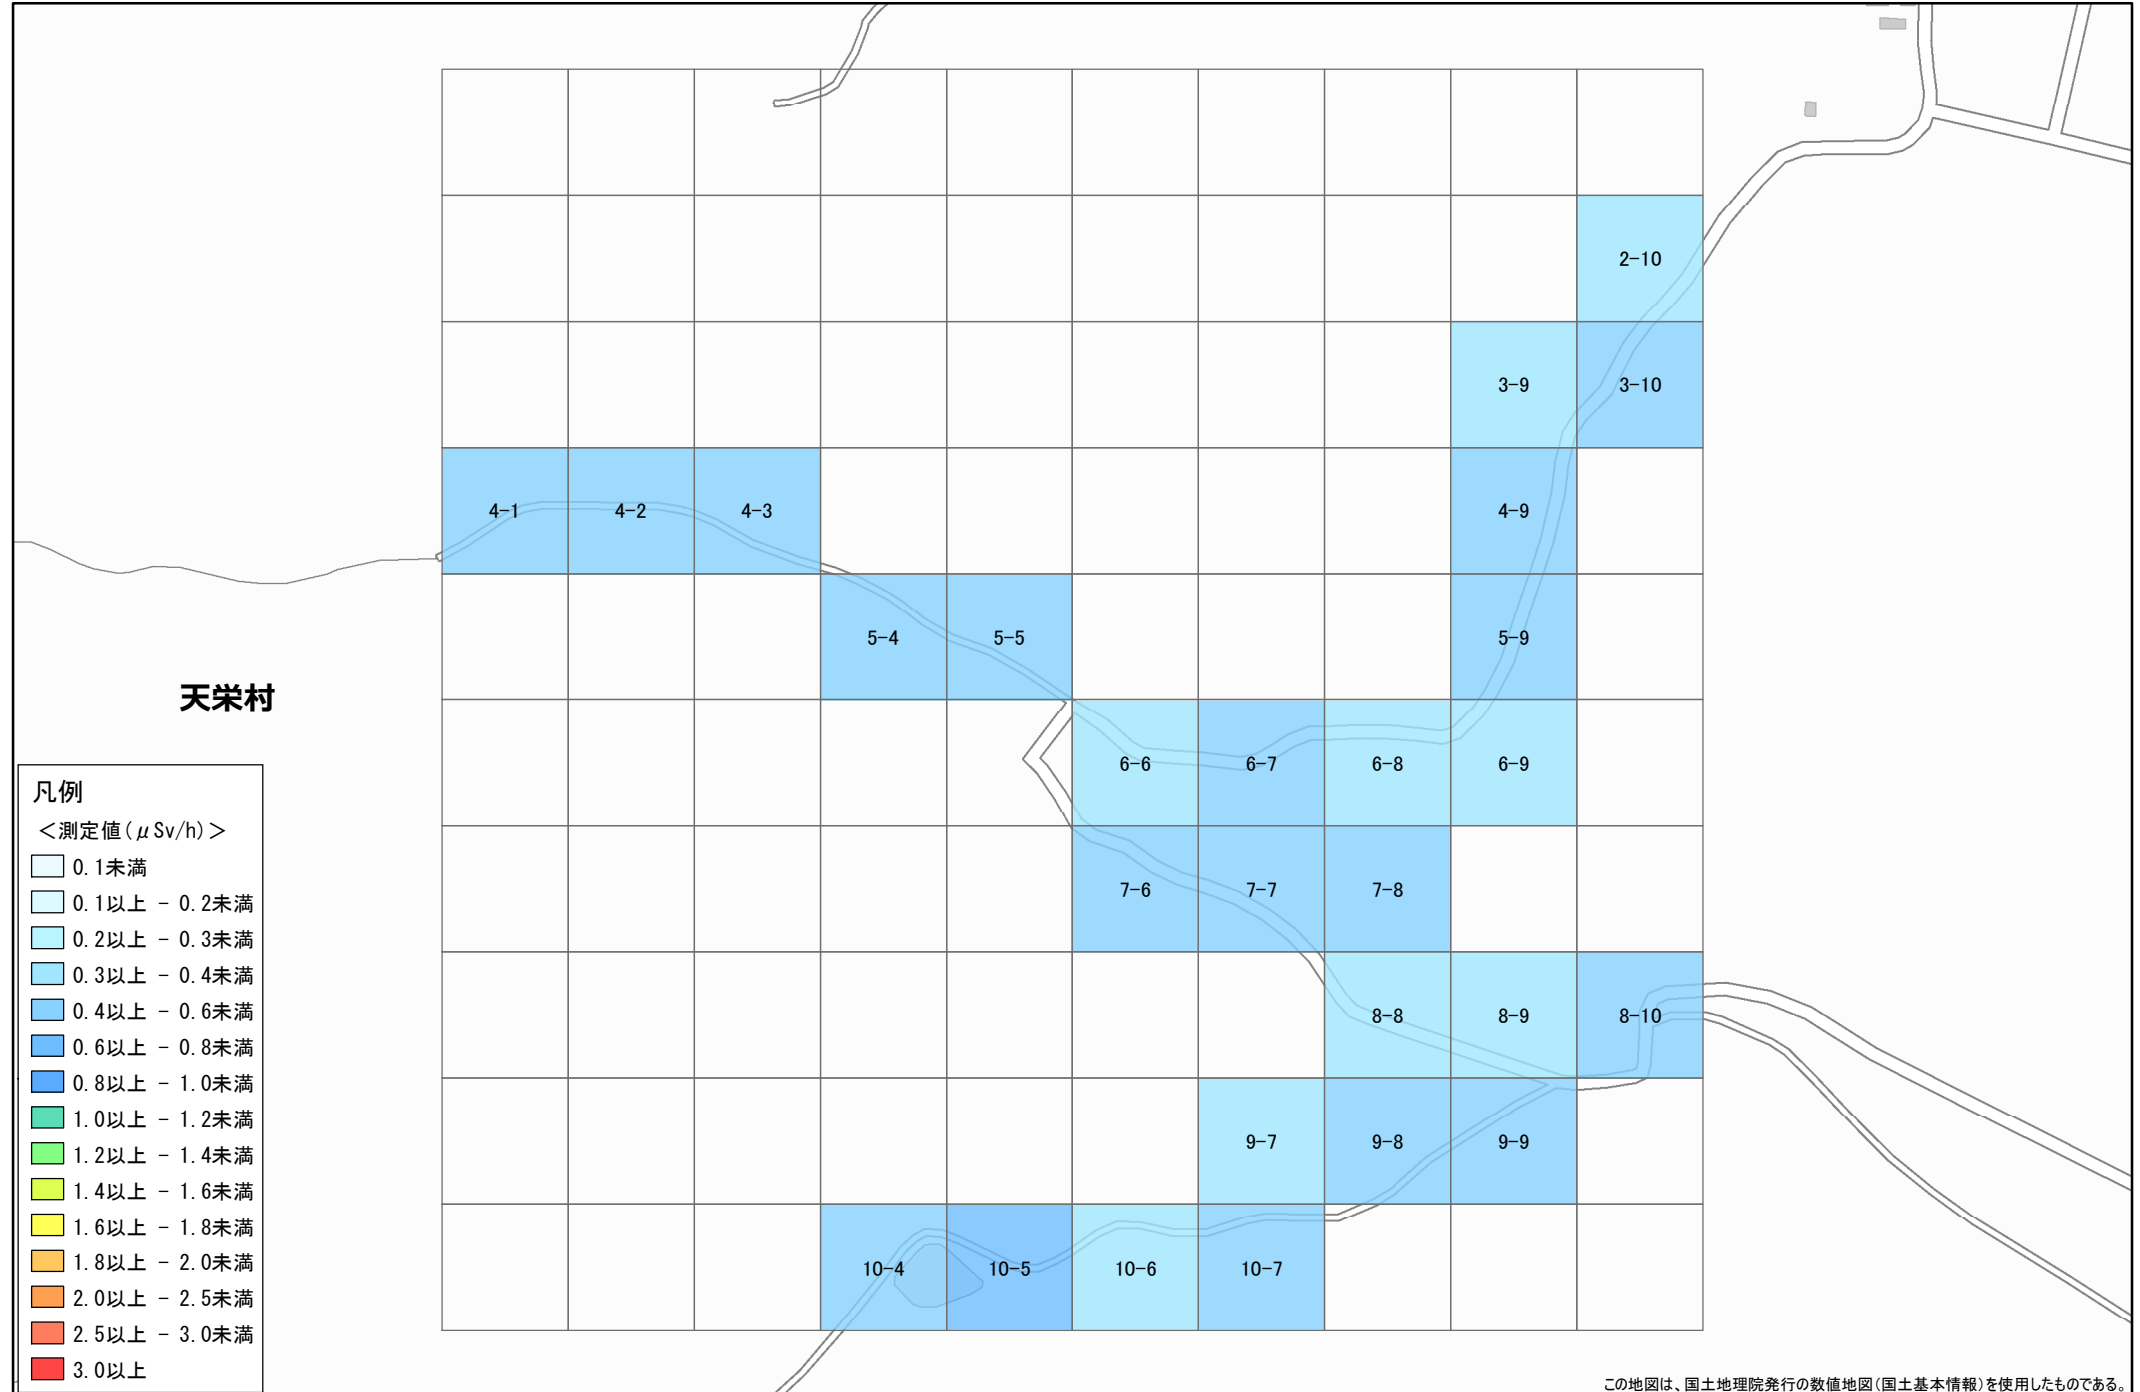 2-10
3-9 3-10
4-1 4-2 4-3 4-9
5-4 5-5 5-9
天栄村
6-6 6-7 6-8 6-9
7-6 7-7 7-8
8-8 8-9 8-10
9-7 9-8 9-9
10-4 10-5 10-6 10-7
凡例
＜測定値(μSv/h)＞
0.1未満
0.1以上 - 0.2未満
0.2以上 - 0.3未満
0.3以上 - 0.4未満
0.4以上 - 0.6未満
0.6以上 - 0.8未満
0.8以上 - 1.0未満
1.0以上 - 1.2未満
1.2以上 - 1.4未満
1.4以上 - 1.6未満
1.6以上 - 1.8未満
1.8以上 - 2.0未満
2.0以上 - 2.5未満
2.5以上 - 3.0未満
3.0以上
この地図は、国土地理院発行の数値地図(国土基本情報)を使用したものである。